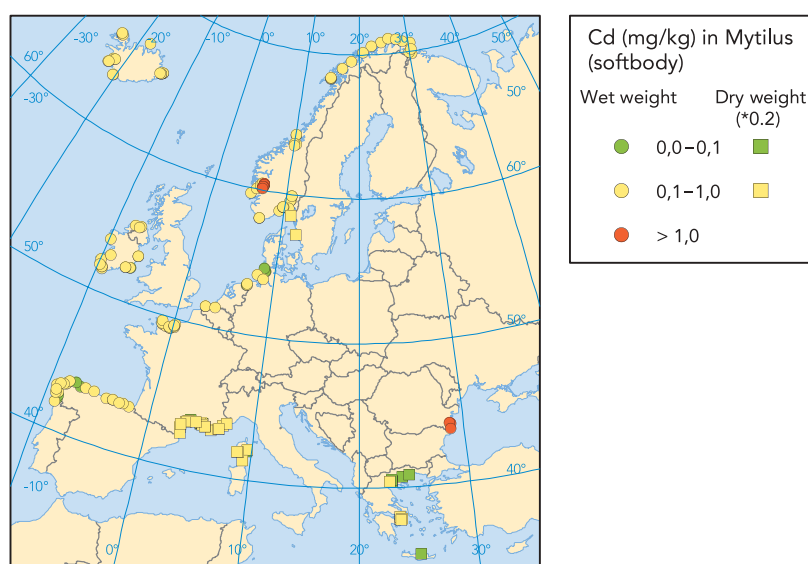 -30° -20° -10° 0° 10° 20° 30° 40° 50°
60°
-30°
50°
60°
50°
50°
40°
40°
-10°
0° 10° 20° 30°
Cd (mg/kg) in Mytilus
(softbody)
Wet weight Dry weight
(*0.2)
0,0–0,1
0,1–1,0
> 1,0